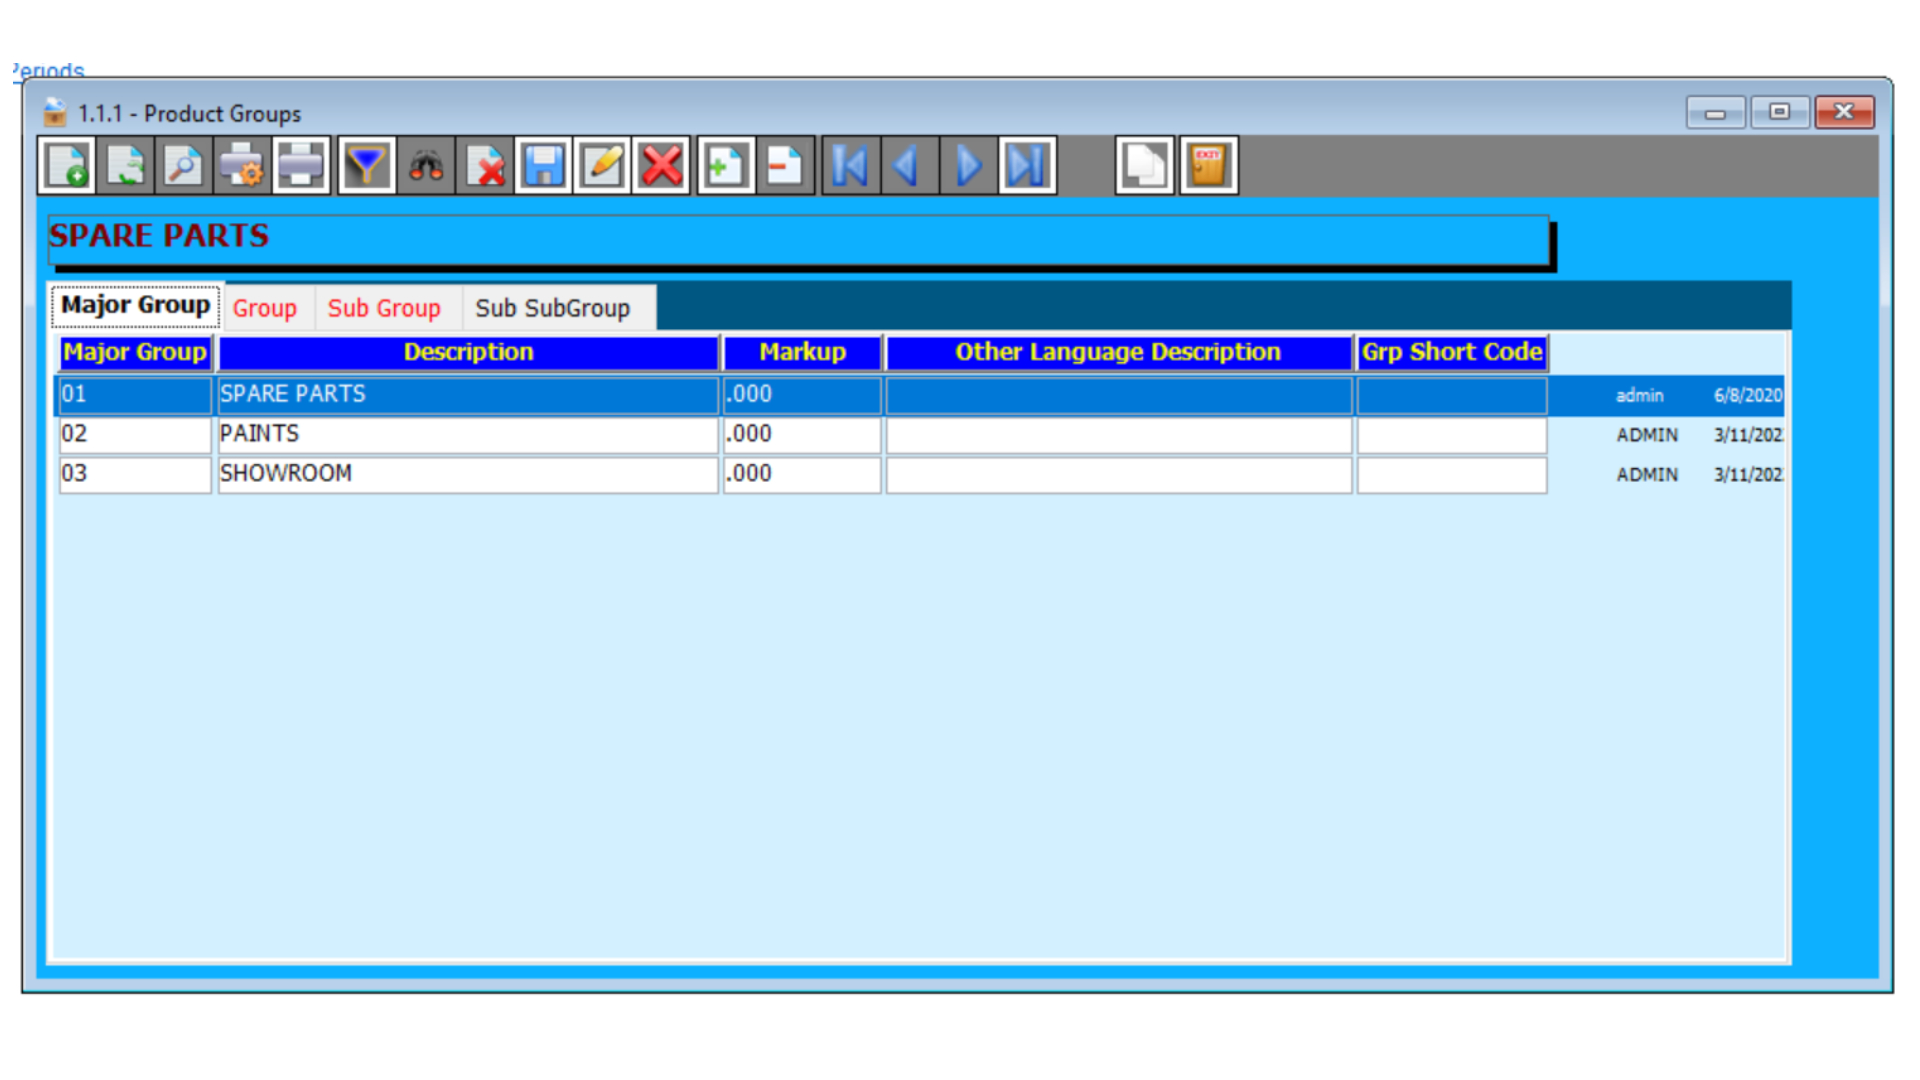 Periods
1.1.1 - Product Groups
EXIT
SPARE PARTS
Major Group Group Sub Group Sub SubGroup
Major Group Description Markup Other Language Description Grp Short Code
01 SPARE PARTS .000 admin 6/8/2020
02 PAINTS .000 ADMIN 3/11/202
03 SHOWROOM .000 ADMIN 3/11/202